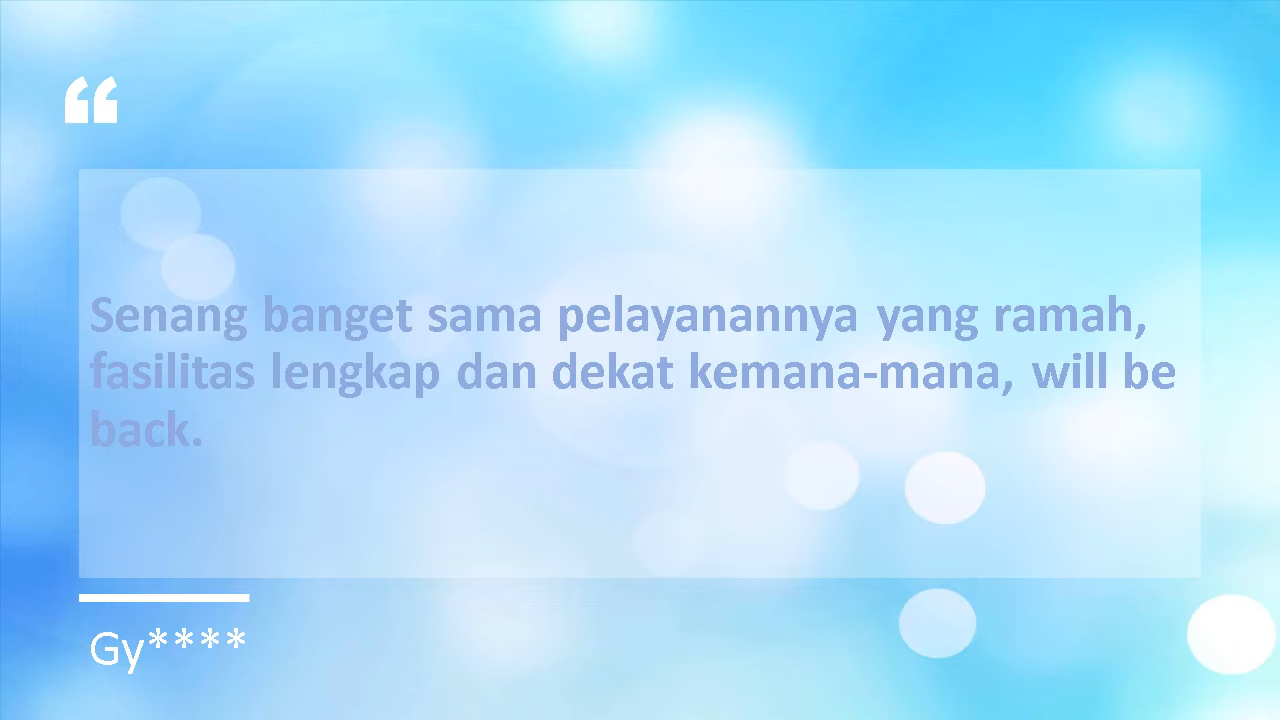 “
Senang banget sama pelayanannya yang ramah,
fasilitas lengkap dan dekat kemana-mana, will be
back.
Gy****